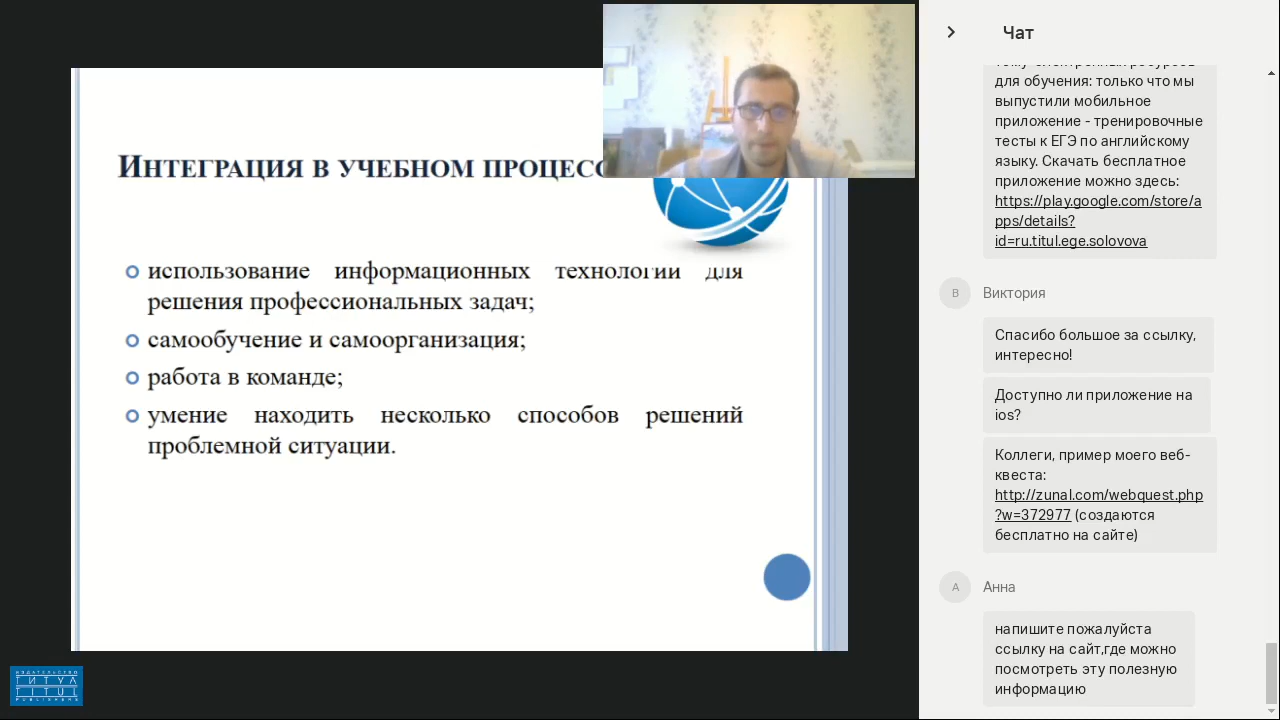 ИНТЕГРАЦИЯ В УЧЕБНОМ
использование информационных технологий для
решения профессиональных задач;
самообучение и самоорганизация;
работа в команде;
умение находить несколько способов решений
проблемной ситуации.
ИЗДАТЕЛЬСТВО
ТИТУЛ
TITUL
PUBLISHERS
Чат
для обучения: только что мы
выпустили мобильное
приложение - тренировочные
тесты к ЕГЭ по английскому
языку. Скачать бесплатное
приложение можно здесь:
https://play.google.com/store/a
pps/details?
id=ru.titul.ege.solovova
В
Виктория
Спасибо большое за ссылку,
интересно!
Доступно ли приложение на
ios?
Коллеги, пример моего веб-
квеста:
http://zunal.com/webquest.php
?w=372977 (создаются
бесплатно на сайте)
А
Анна
напишите пожалуйста
ссылку на сайт,где можно
посмотреть эту полезную
информацию